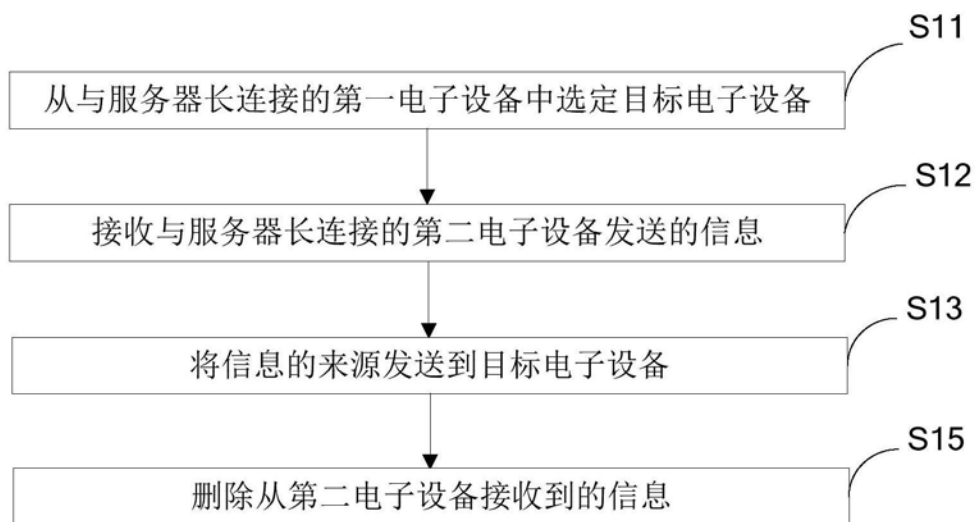 S11
从与服务器长连接的第一电子设备中选定目标电子设备
S12
接收与服务器长连接的第二电子设备发送的信息
S13
将信息的来源发送到目标电子设备
S15
删除从第二电子设备接收到的信息